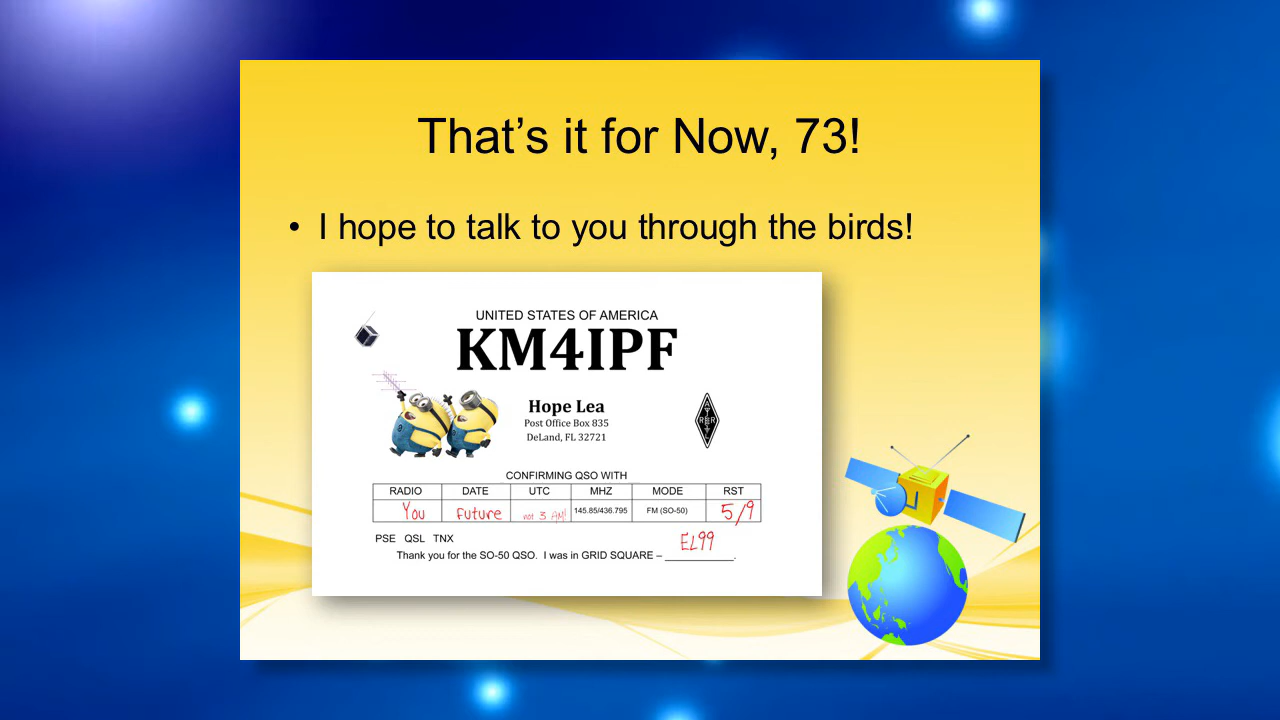 That’s it for Now, 73!
• I hope to talk to you through the birds!
UNITED STATES OF AMERICA
KM4IPF
Hope Lea
Post Office Box 835
DeLand, FL 32721
ARRL
CONFIRMING QSO WITH
RADIO DATE UTC MHZ MODE RST
You future not 3 AM! 145.85/436.795 FM (SO-50) 5/9
PSE QSL TNX
EL99
Thank you for the SO-50 QSO. I was in GRID SQUARE – ____________.